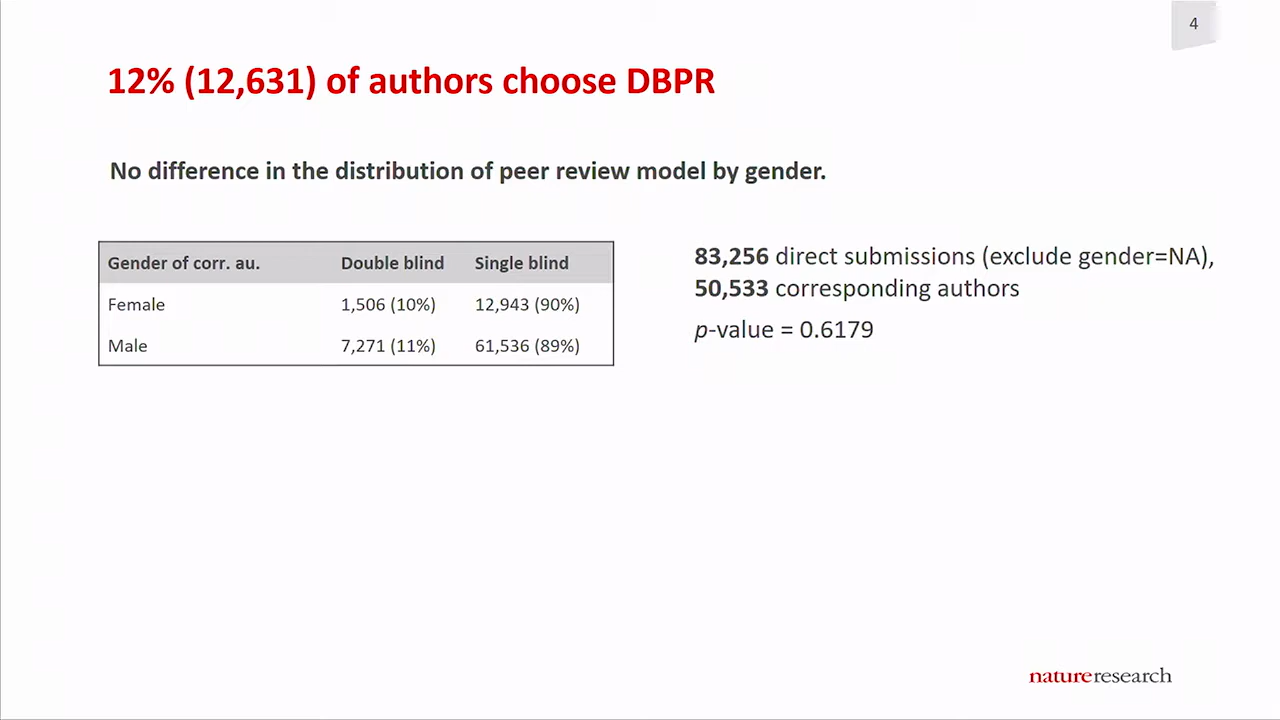 4
12% (12,631) of authors choose DBPR
No difference in the distribution of peer review model by gender.
Gender of corr. au. Double blind Single blind
Female 1,506 (10%) 12,943 (90%)
Male 7,271 (11%) 61,536 (89%)
83,256 direct submissions (exclude gender=NA),
50,533 corresponding authors
p-value = 0.6179
natureresearch